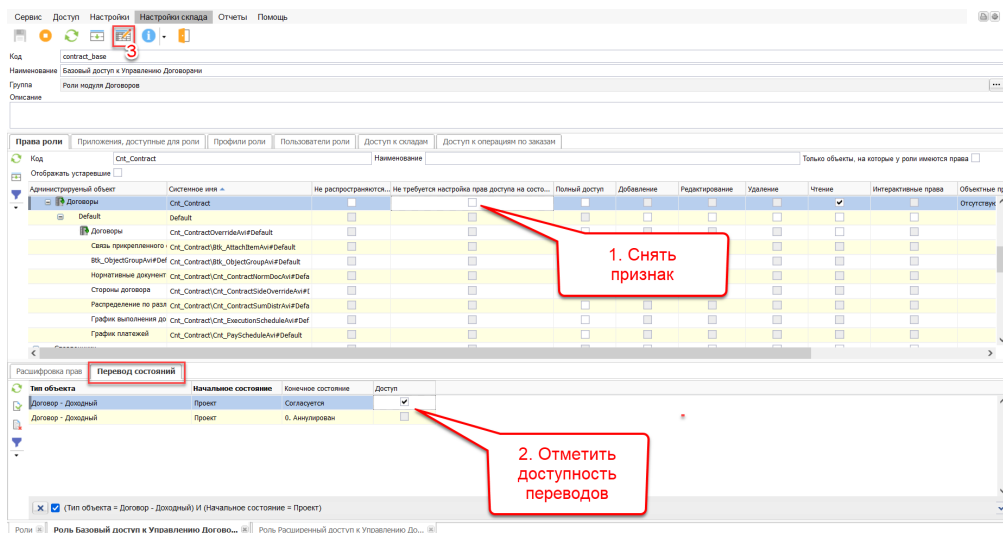 Сервис Доступ Настройки Настройки склада Отчеты Помощь
3
Код contract_base
Наименование Базовый доступ к Управлению Договорами
Группа Роли модуля Договоров
Описание
Права роли Приложения, доступные для роли Профили роли Пользователи роли Доступ к складам Доступ к операциям по заказам
Код Cnt_Contract Наименование Только объекты, на которые у роли имеются права
Отображать устаревшие
Администрируемый объект Системное имя Не распространяются... Не требуется настройка прав доступа на состо... Полный доступ Добавление Редактирование Удаление Чтение Интерактивные права Объектные пр
Договоры Cnt_Contract Отсутствую
Default Default
Договоры Cnt_ContractOverrideAvi#Default
Связь прикрепленного Cnt_Contract\Btk_AttachItemAvi#Default
Btk_ObjectGroupAvi#Def Cnt_Contract\Btk_ObjectGroupAvi#Default
Нормативные документ Cnt_Contract\Cnt_ContractNormDocAvi#Defa
Стороны договора Cnt_Contract\Cnt_ContractSideOverrideAvi#
Распределение по разл Cnt_Contract\Cnt_ContractSumDistrAvi#Defa
График выполнения до Cnt_Contract\Cnt_ExecutionScheduleAvi#Def
График платежей Cnt_Contract\Cnt_PayScheduleAvi#Default
1. Снять
признак
Расшифровка прав Перевод состояний
Тип объекта Начальное состояние Конечное состояние Доступ
Договор - Доходный Проект Согласуется
Договор - Доходный Проект 0. Аннулирован
2. Отметить
доступность
переводов
(Тип объекта = Договор - Доходный) И (Начальное состояние = Проект)
Роли Роль Базовый доступ к Управлению Догово... Роль Расширенный доступ к Управлению До...